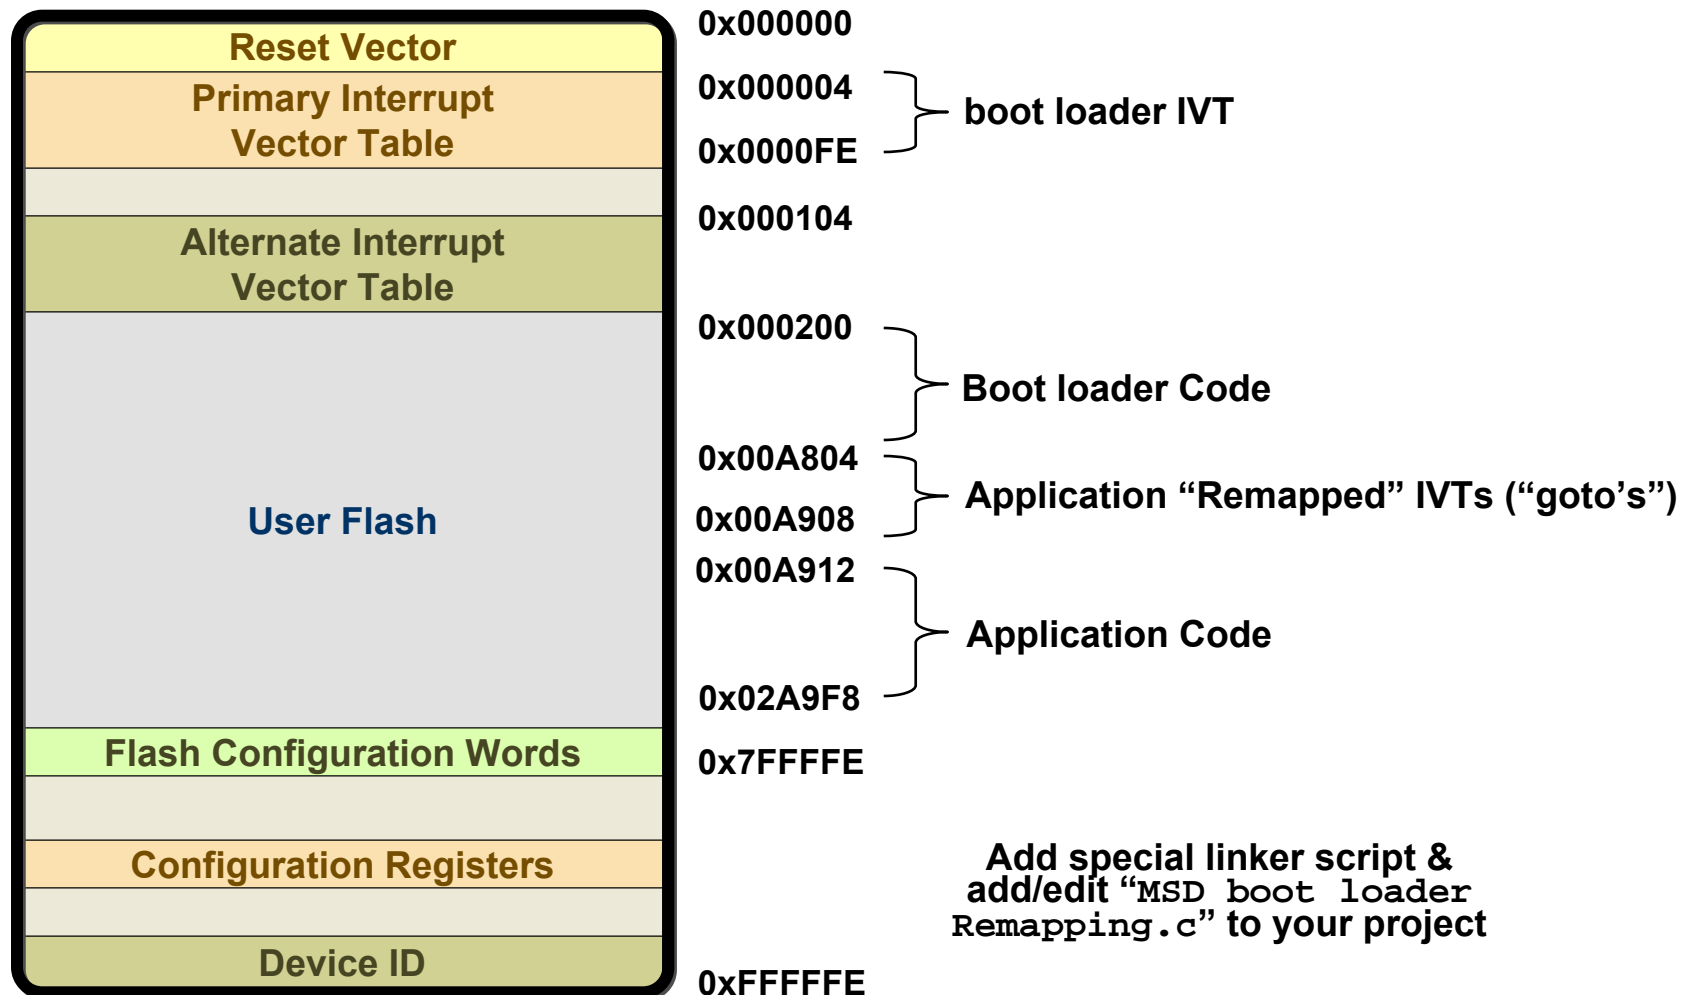 Reset Vector
Primary Interrupt
Vector Table
Alternate Interrupt
Vector Table
User Flash
Flash Configuration Words
Configuration Registers
Device ID
0x000000
0x000004
0x0000FE
0x000104
0x000200
0x00A804
0x00A908
0x00A912
0x02A9F8
0x7FFFFE
0xFFFFFE
boot loader IVT
Boot loader Code
Application “Remapped” IVTs (“goto’s”)
Application Code
Add special linker script &
add/edit “MSD boot loader
Remapping.c” to your project